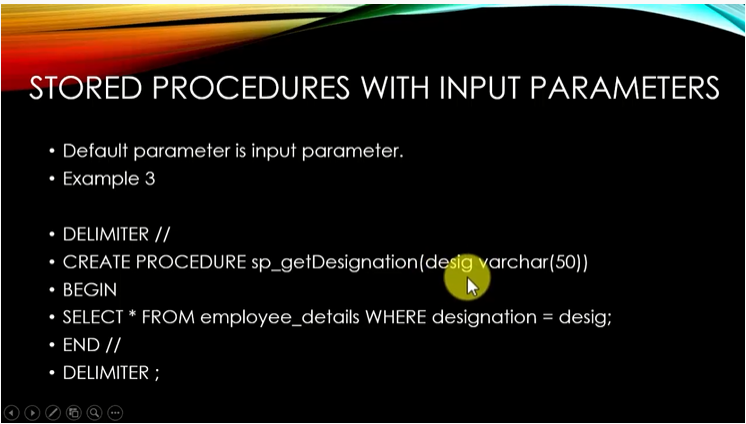 STORED PROCEDURES WITH INPUT PARAMETERS
• Default parameter is input parameter.
• Example 3
• DELIMITER //
• CREATE PROCEDURE sp_getDesignation(desig varchar(50))
• BEGIN
• SELECT * FROM employee_details WHERE designation = desig;
• END //
• DELIMITER ;